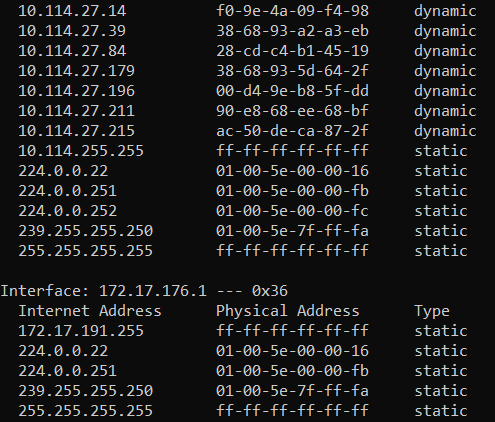 10.114.27.14 f0-9e-4a-09-f4-98 dynamic
10.114.27.39 38-68-93-a2-a3-eb dynamic
10.114.27.84 28-cd-c4-b1-45-19 dynamic
10.114.27.179 38-68-93-5d-64-2f dynamic
10.114.27.196 00-d4-9e-b8-5f-dd dynamic
10.114.27.211 90-e8-68-ee-68-bf dynamic
10.114.27.215 ac-50-de-ca-87-2f dynamic
10.114.255.255 ff-ff-ff-ff-ff-ff static
224.0.0.22 01-00-5e-00-00-16 static
224.0.0.251 01-00-5e-00-00-fb static
224.0.0.252 01-00-5e-00-00-fc static
239.255.255.250 01-00-5e-7f-ff-fa static
255.255.255.255 ff-ff-ff-ff-ff-ff static
Interface: 172.17.176.1 --- 0x36
Internet Address Physical Address Type
172.17.191.255 ff-ff-ff-ff-ff-ff static
224.0.0.22 01-00-5e-00-00-16 static
224.0.0.251 01-00-5e-00-00-fb static
239.255.255.250 01-00-5e-7f-ff-fa static
255.255.255.255 ff-ff-ff-ff-ff-ff static